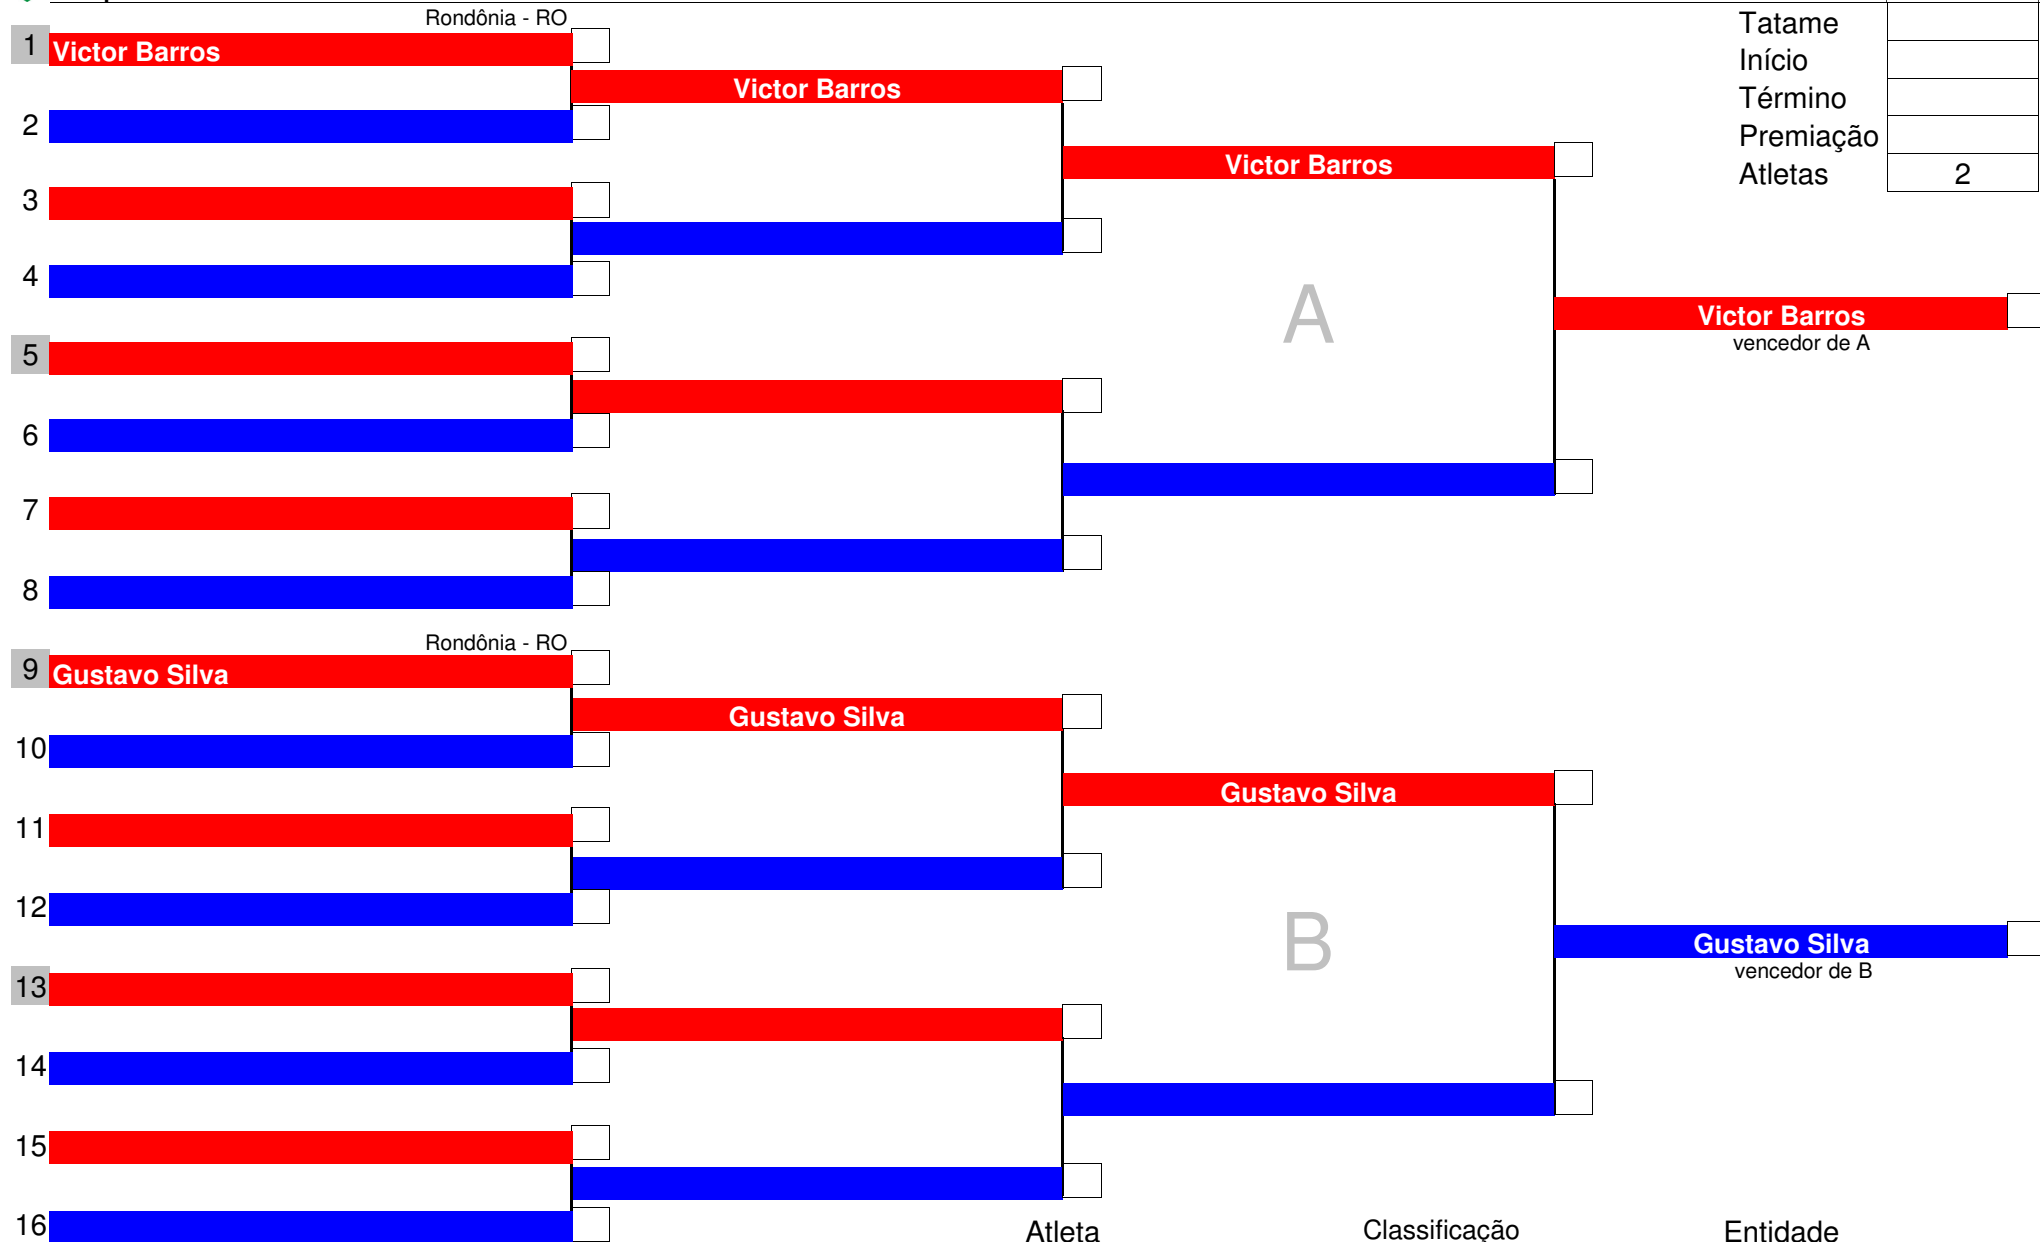 Rondônia - RO
Tatame
1 Victor Barros
Início
Victor Barros
Término
2
Premiação
Victor Barros
Atletas 2
3
4
A
Victor Barros
vencedor de A
5
6
7
8
Rondônia - RO
9 Gustavo Silva
Gustavo Silva
10
Gustavo Silva
11
12
B
Gustavo Silva
vencedor de B
13
14
15
16
Atleta Classificação Entidade